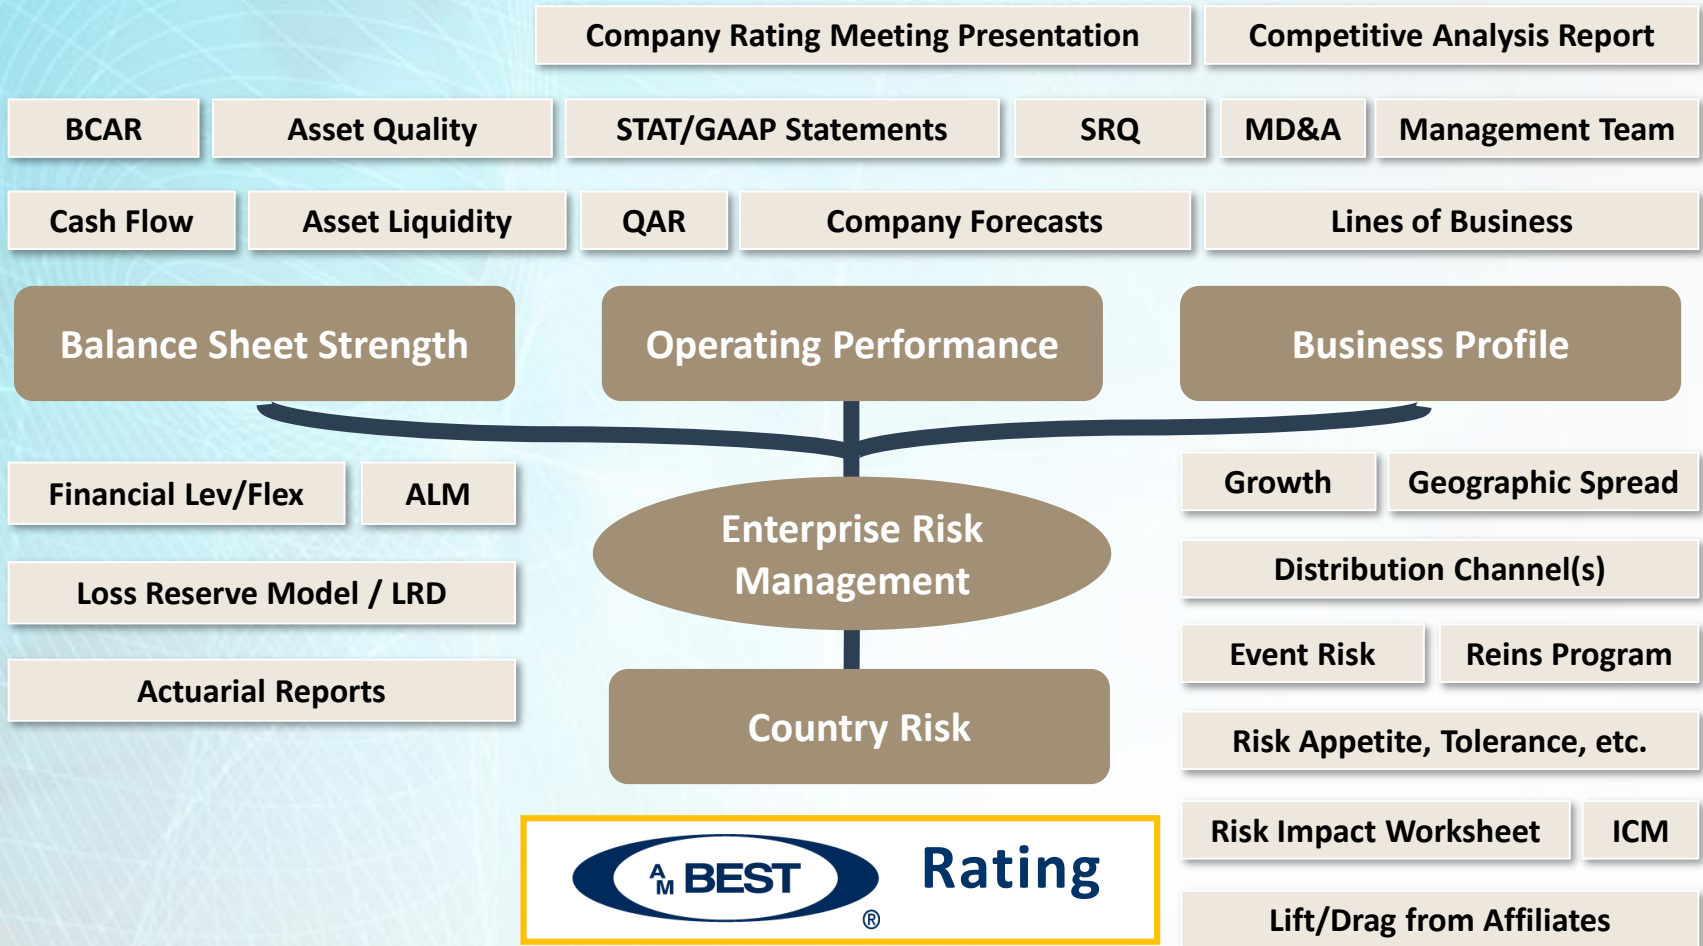 Company Rating Meeting Presentation
Competitive Analysis Report
BCAR
Asset Quality
STAT/GAAP Statements
SRQ
MD&A
Management Team
Cash Flow
Asset Liquidity
QAR
Company Forecasts
Lines of Business
Balance Sheet Strength
Operating Performance
Business Profile
Financial Lev/Flex
ALM
Loss Reserve Model / LRD
Actuarial Reports
Enterprise Risk
Management
Country Risk
Growth
Geographic Spread
Distribution Channel(s)
Event Risk
Reins Program
Risk Appetite, Tolerance, etc.
Risk Impact Worksheet
ICM
Lift/Drag from Affiliates
AM BEST ®
Rating